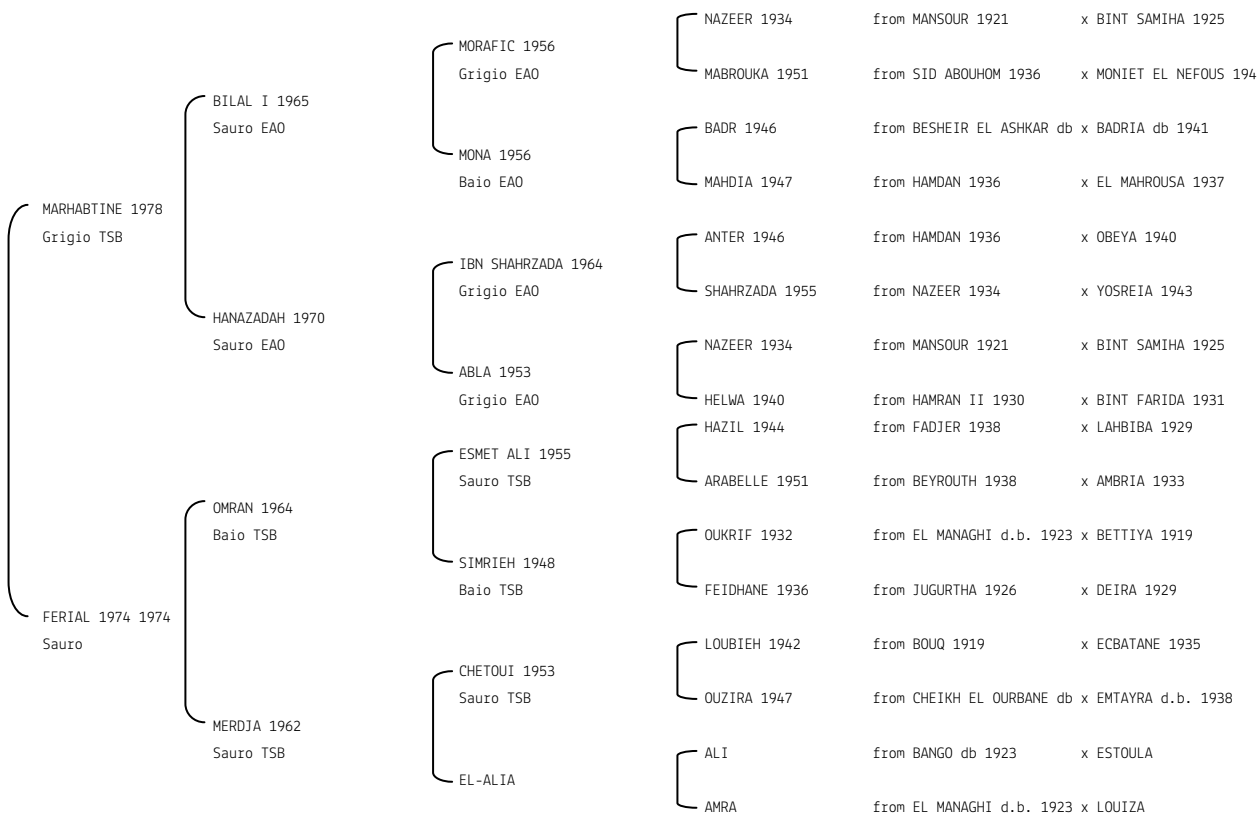 NAZEER 1934 from MANSOUR 1921 x BINT SAMIHA 1925
MORAFIC 1956
Grigio EAO MABROUKA 1951 from SID ABOUHOM 1936 x MONIET EL NEFOUS 194
BILAL I 1965
Sauro EAO BADR 1946 from BESHEIR EL ASHKAR db x BADRIA db 1941
MONA 1956
Baio EAO MAHDIA 1947 from HAMDAN 1936 x EL MAHROUSA 1937
MARHABTINE 1978
Grigio TSB ANTER 1946 from HAMDAN 1936 x OBEYA 1940
IBN SHAHRZADA 1964
Grigio EAO SHAHRZADA 1955 from NAZEER 1934 x YOSREIA 1943
HANAZADAH 1970
Sauro EAO NAZEER 1934 from MANSOUR 1921 x BINT SAMIHA 1925
ABLA 1953
Grigio EAO HELWA 1940 from HAMRAN II 1930 x BINT FARIDA 1931
HAZIL 1944 from FADJER 1938 x LAHBIBA 1929
ESMET ALI 1955
Sauro TSB ARABELLE 1951 from BEYROUTH 1938 x AMBRIA 1933
OMRAN 1964
Baio TSB OUKRIF 1932 from EL MANAGHI d.b. 1923 x BETTIYA 1919
SIMRIEH 1948
Baio TSB FEIDHANE 1936 from JUGURTHA 1926 x DEIRA 1929
FERIAL 1974 1974
Sauro LOUBIEH 1942 from BOUQ 1919 x ECBATANE 1935
CHETOUI 1953
Sauro TSB OUZIRA 1947 from CHEIKH EL OURBANE db x EMTAYRA d.b. 1938
MERDJA 1962
Sauro TSB ALI from BANGO db 1923 x ESTOULA
EL-ALIA
AMRA from EL MANAGHI d.b. 1923 x LOUIZA